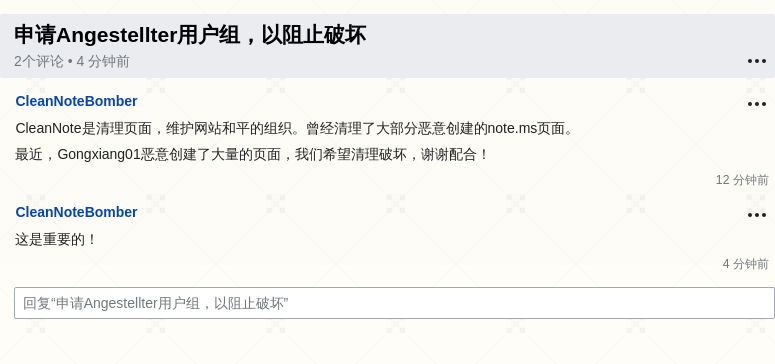 申请Angestellter用户组，以阻止破坏
2个评论 • 4 分钟前
CleanNoteBomber
CleanNote是清理页面，维护网站和平的组织。曾经清理了大部分恶意创建的note.ms页面。
最近，Gongxiang01恶意创建了大量的页面，我们希望清理破坏，谢谢配合！
12 分钟前
CleanNoteBomber
这是重要的！
4 分钟前
回复“申请Angestellter用户组，以阻止破坏”